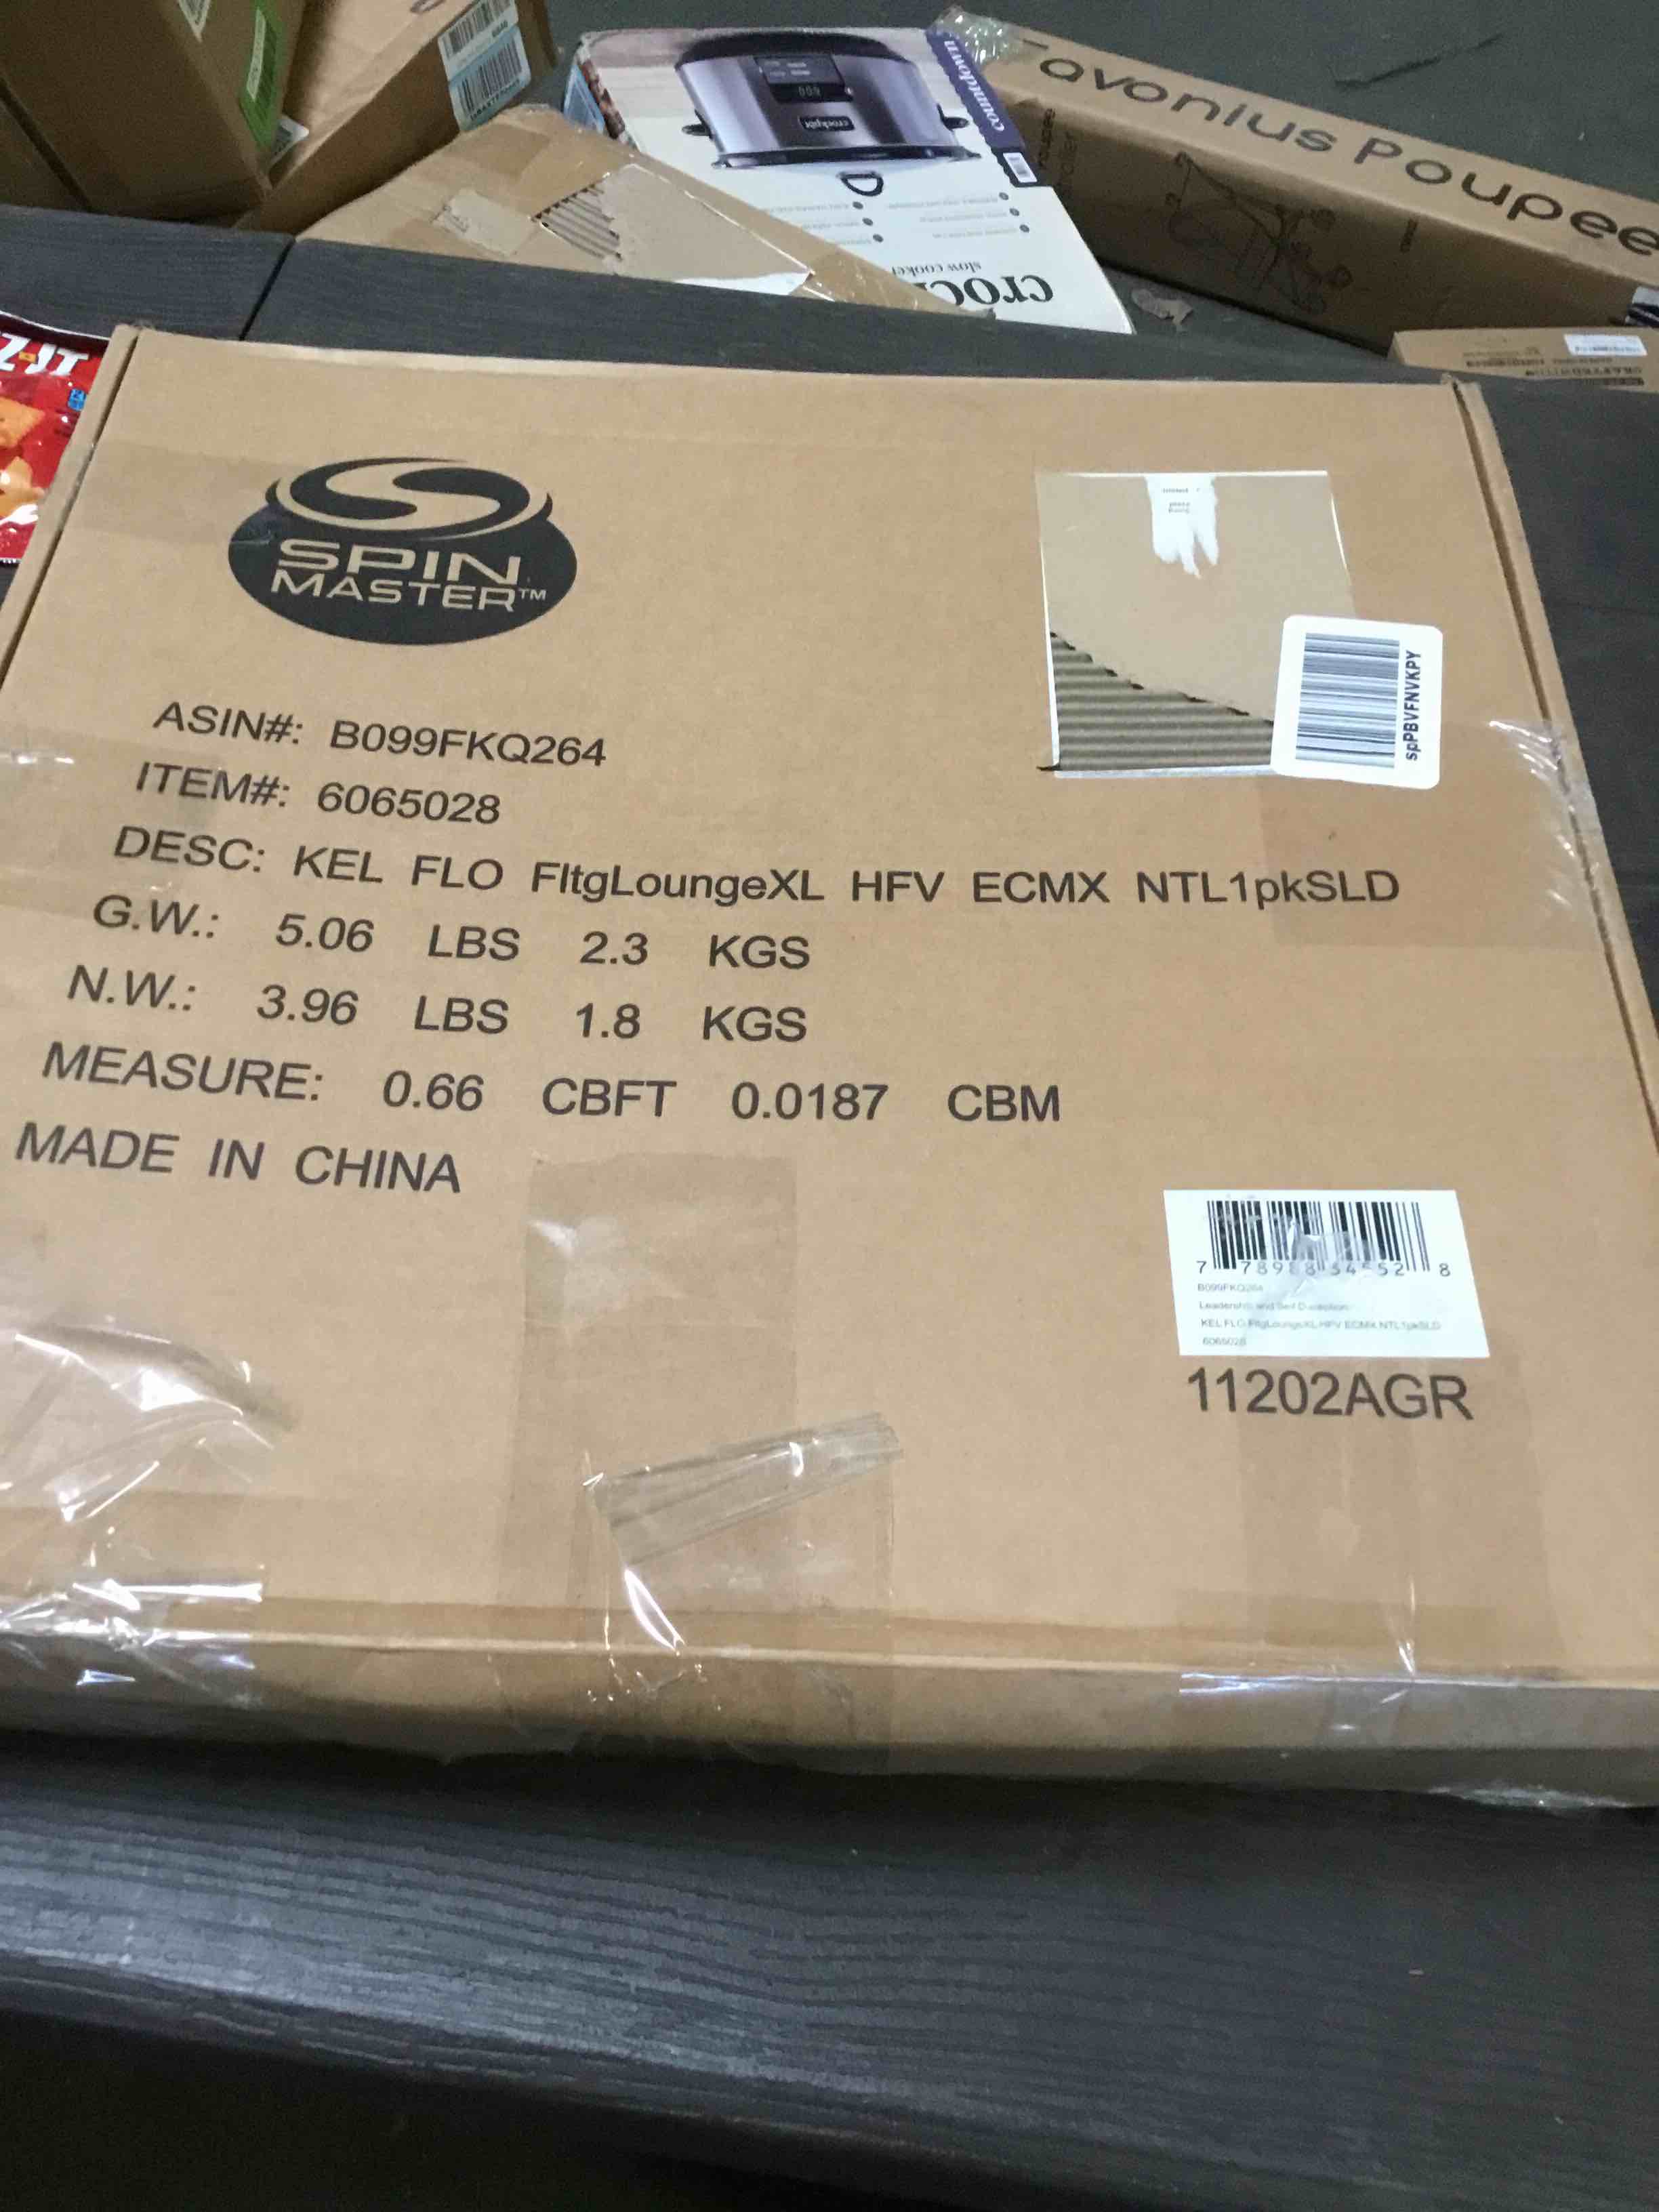 countdown
crockpit
slow cooker
avonius Poupee
Z-IT
SPIN
MASTER™
spPBVFNVKPY
ASIN#: B099FKQ264
ITEM#: 6065028
DESC: KEL FLO FltgLoungeXL HFV ECMX NTL1pkSLD
G.W.: 5.06 LBS 2.3 KGS
N.W.: 3.96 LBS 1.8 KGS
MEASURE: 0.66 CBFT 0.0187 CBM
MADE IN CHINA
B099FKQ264
KEL FLO FltgLoungeXL HFV ECMX NTL1pkSLD
6065028
11202AGR